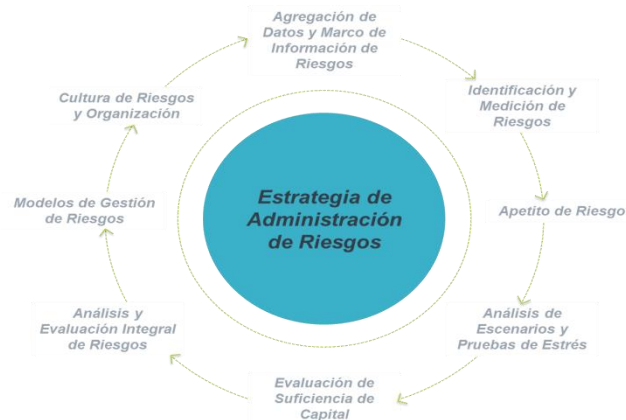 Agregación de
Datos y Marco de
Información de
Riesgos
Identificación y
Medición de
Riesgos
Apetito de Riesgo
Análisis de
Escenarios y
Pruebas de Estrés
Evaluación de
Suficiencia de
Capital
Análisis y
Evaluación Integral
de Riesgos
Modelos de Gestión
de Riesgos
Cultura de Riesgos
y Organización
Estrategia de
Administración
de Riesgos